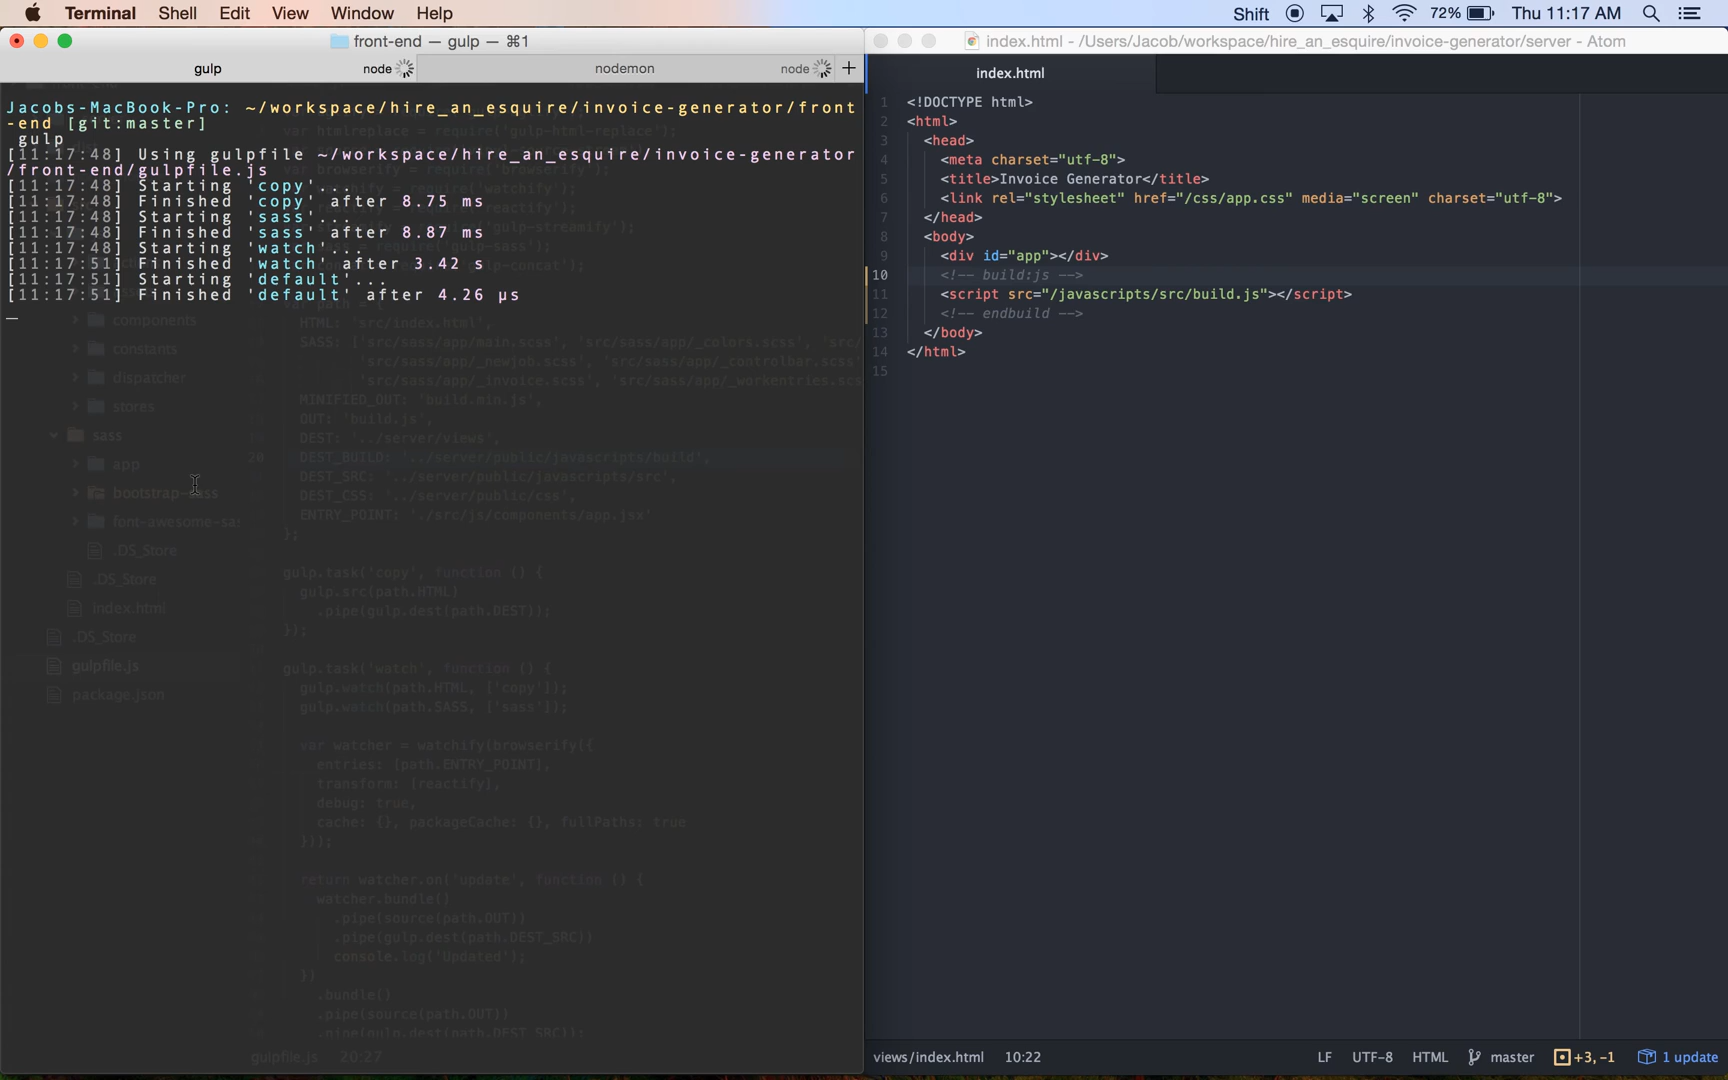 Terminal Shell Edit View Window Help
Shift 72% Thu 11:17 AM
front-end — gulp — ⌘1
gulp node nodemon node +
Jacobs-MacBook-Pro: ~/workspace/hire_an_esquire/invoice-generator/front
-end [git:master]
gulp
[11:17:48] Using gulpfile ~/workspace/hire_an_esquire/invoice-generator
/front-end/gulpfile.js
[11:17:48] Starting 'copy'...
[11:17:48] Finished 'copy' after 8.75 ms
[11:17:48] Starting 'sass'...
[11:17:48] Finished 'sass' after 8.87 ms
[11:17:48] Starting 'watch'...
[11:17:51] Finished 'watch' after 3.42 s
[11:17:51] Starting 'default'...
[11:17:51] Finished 'default' after 4.26 µs
components
constants
dispatcher
stores
sass
app
bootstrap-sass
font-awesome-sas
.DS_Store
.DS_Store
index.html
.DS_Store
gulpfile.js
package.json
var htmlreplace = require('gulp-html-replace');
HTML: 'src/index.html',
SASS: ['src/sass/app/main.scss', 'src/sass/app/_colors.scss', 'src/
'src/sass/app/_newjob.scss', 'src/sass/app/_controlbar.scss'
'src/sass/app/_invoice.scss', 'src/sass/app/_workentries.scs
MINIFIED_OUT: 'build.min.js',
OUT: 'build.js',
DEST: '../server/views',
20 DEST_BUILD: '../server/public/javascripts/build',
DEST_SRC: '../server/public/javascripts/src',
DEST_CSS: '../server/public/css',
ENTRY_POINT: './src/js/components/app.jsx'
};
gulp.task('copy', function () {
gulp.src(path.HTML)
.pipe(gulp.dest(path.DEST));
});
gulp.task('watch', function () {
gulp.watch(path.HTML, ['copy']);
gulp.watch(path.SASS, ['sass']);
var watcher = watchify(browserify({
entries: [path.ENTRY_POINT],
transform: [reactify],
debug: true,
cache: {}, packageCache: {}, fullPaths: true
}));
return watcher.on('update', function () {
watcher.bundle()
.pipe(source(path.OUT))
.pipe(gulp.dest(path.DEST_SRC))
console.log('Updated');
})
.bundle()
.pipe(source(path.OUT))
.pipe(gulp.dest(path.DEST_SRC));
gulpfile.js 20:27
index.html - /Users/Jacob/workspace/hire_an_esquire/invoice-generator/server - Atom
index.html
1 <!DOCTYPE html>
2 <html>
3 <head>
4 <meta charset="utf-8">
5 <title>Invoice Generator</title>
6 <link rel="stylesheet" href="/css/app.css" media="screen" charset="utf-8">
7 </head>
8 <body>
9 <div id="app"></div>
10 <!-- build:js -->
11 <script src="/javascripts/src/build.js"></script>
12 <!-- endbuild -->
13 </body>
14 </html>
15
views/index.html 10:22 LF UTF-8 HTML master +3, -1 1 update